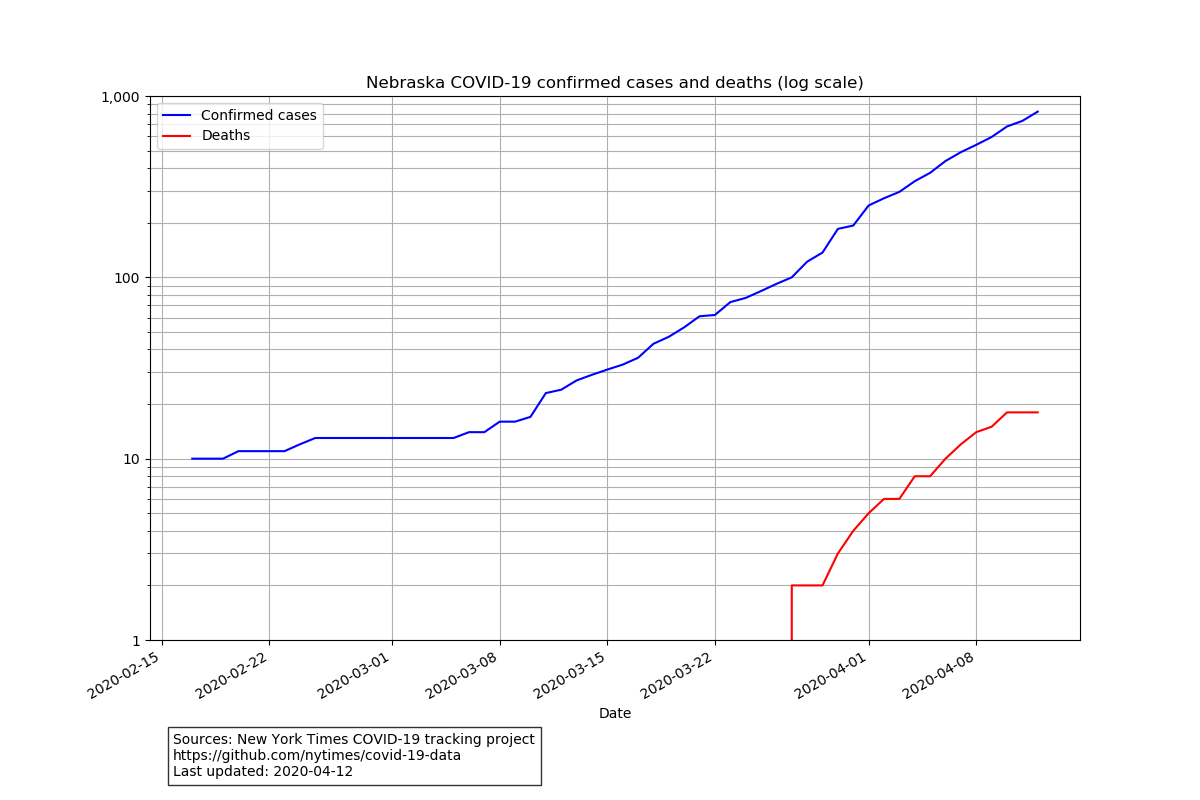 Nebraska COVID-19 confirmed cases and deaths (log scale)
1,000
100
10
1
Confirmed cases
Deaths
2020-02-15
2020-02-22
2020-03-01
2020-03-08
2020-03-15
2020-03-22
2020-04-01
2020-04-08
Date
Sources: New York Times COVID-19 tracking project
https://github.com/nytimes/covid-19-data
Last updated: 2020-04-12